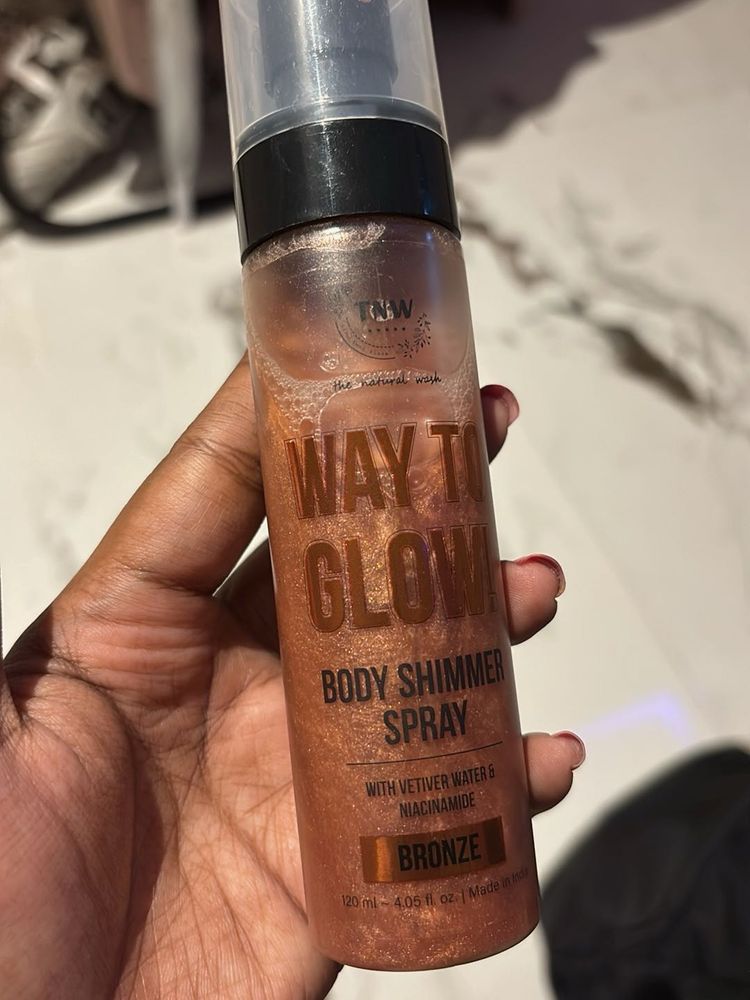 TNW
the natural wash
WAY TO
GLOW!
BODY SHIMMER
SPRAY
WITH VETIVER WATER &
NIACINAMIDE
BRONZE
120 ml ~ 4.05 fl. oz. | Made in India